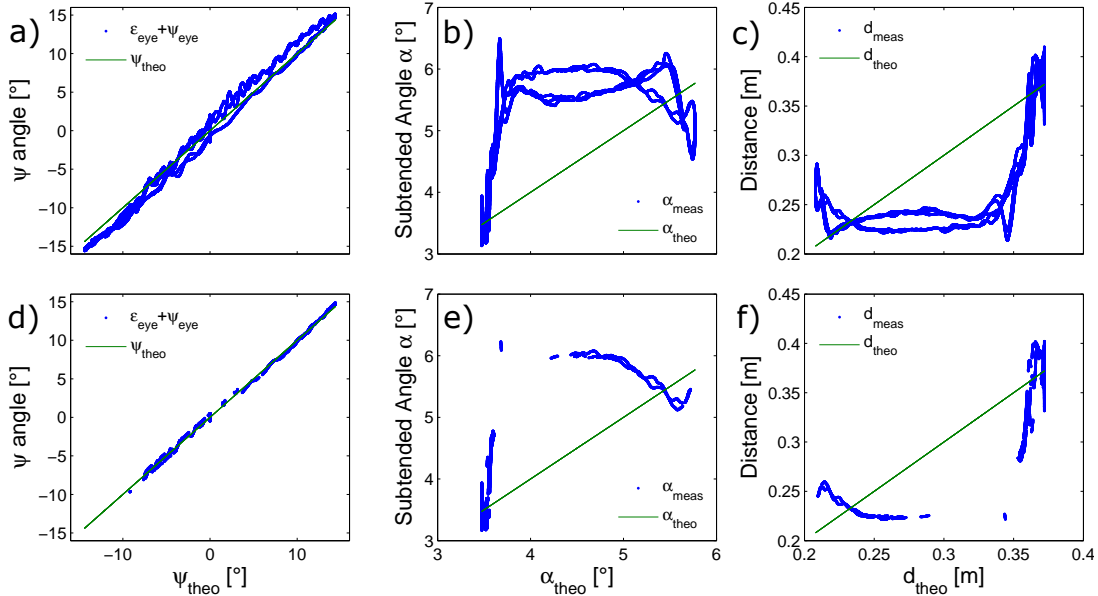 a)
ε_eye+ψ_eye
ψ_theo
ψ angle [°]
15
10
5
0
−5
−10
−15
b)
α_meas
α_theo
Subtended Angle α [°]
7
6
5
4
3
c)
d_meas
d_theo
Distance [m]
0.45
0.4
0.35
0.3
0.25
0.2
d)
ε_eye+ψ_eye
ψ_theo
ψ angle [°]
15
10
5
0
−5
−10
−15
−10 0 10
ψ_theo [°]
e)
α_meas
α_theo
Subtended Angle α [°]
7
6
5
4
3
3 4 5 6
α_theo [°]
f)
d_meas
d_theo
Distance [m]
0.45
0.4
0.35
0.3
0.25
0.2
0.2 0.25 0.3 0.35 0.4
d_theo [m]